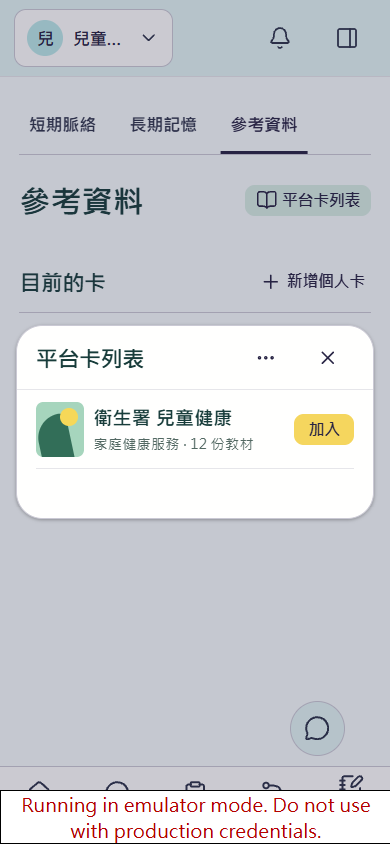 兒 兒童...
短期脈絡 長期記憶 參考資料
參考資料 平台卡列表
目前的卡 新增個人卡
平台卡列表
衛生署 兒童健康
家庭健康服務 · 12 份教材
加入
Running in emulator mode. Do not use
with production credentials.